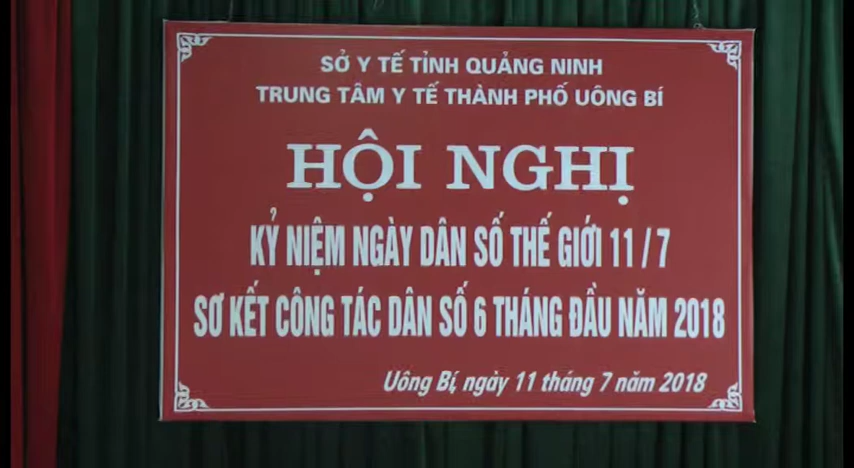 SỞ Y TẾ TỈNH QUẢNG NINH
TRUNG TÂM Y TẾ THÀNH PHỐ UÔNG BÍ
HỘI NGHỊ
KỶ NIỆM NGÀY DÂN SỐ THẾ GIỚI 11 / 7
SƠ KẾT CÔNG TÁC DÂN SỐ 6 THÁNG ĐẦU NĂM 2018
Uông Bí, ngày 11 tháng 7 năm 2018